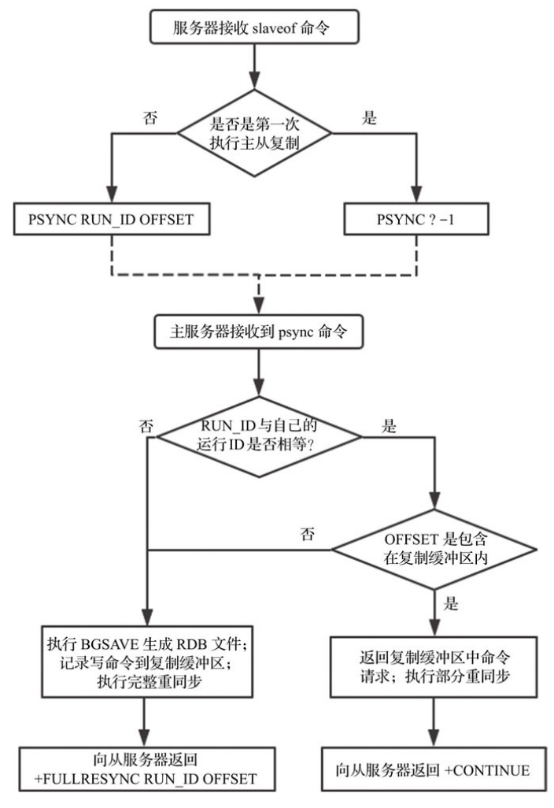 服务器接收 slaveof 命令
是否是第一次
执行主从复制
否
是
PSYNC RUN_ID OFFSET
PSYNC ? −1
主服务器接收到 psync 命令
RUN_ID 与自己的
运行 ID 是否相等?
否
是
OFFSET 是包含
在复制缓冲区内
否
是
执行 BGSAVE 生成 RDB 文件;
记录写命令到复制缓冲区;
执行完整重同步
返回复制缓冲区中命令
请求；执行部分重同步
向从服务器返回
+FULLRESYNC RUN_ID OFFSET
向从服务器返回 +CONTINUE